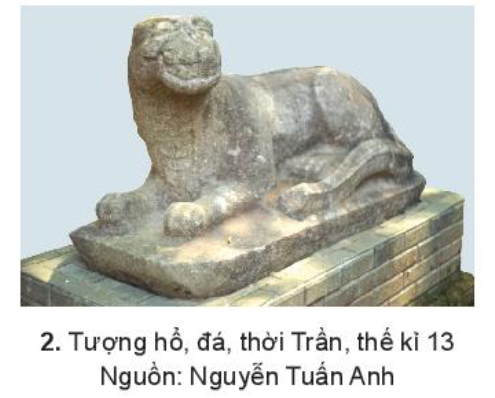 2. Tượng hổ, đá, thời Trần, thế kỉ 13
Nguồn: Nguyễn Tuấn Anh